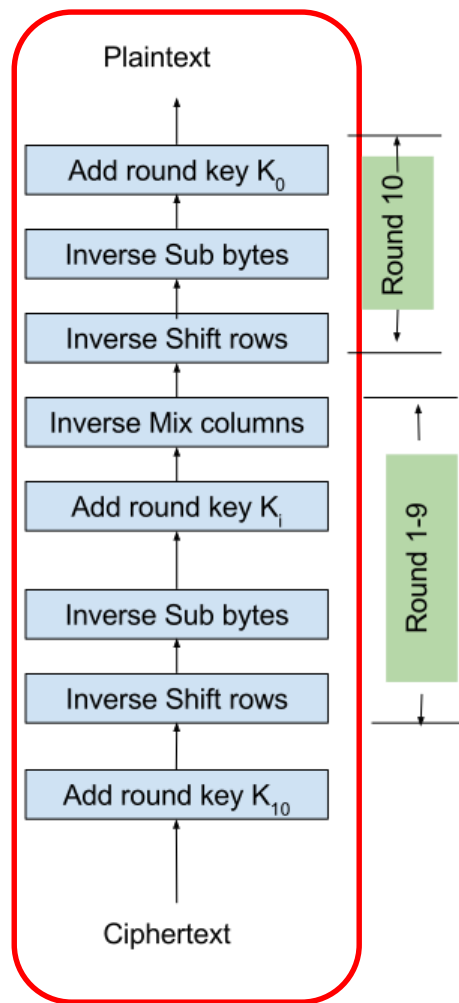 Plaintext
Add round key K₀
Inverse Sub bytes
Inverse Shift rows
Round 10
Inverse Mix columns
Add round key Kᵢ
Inverse Sub bytes
Inverse Shift rows
Round 1-9
Add round key K₁₀
Ciphertext